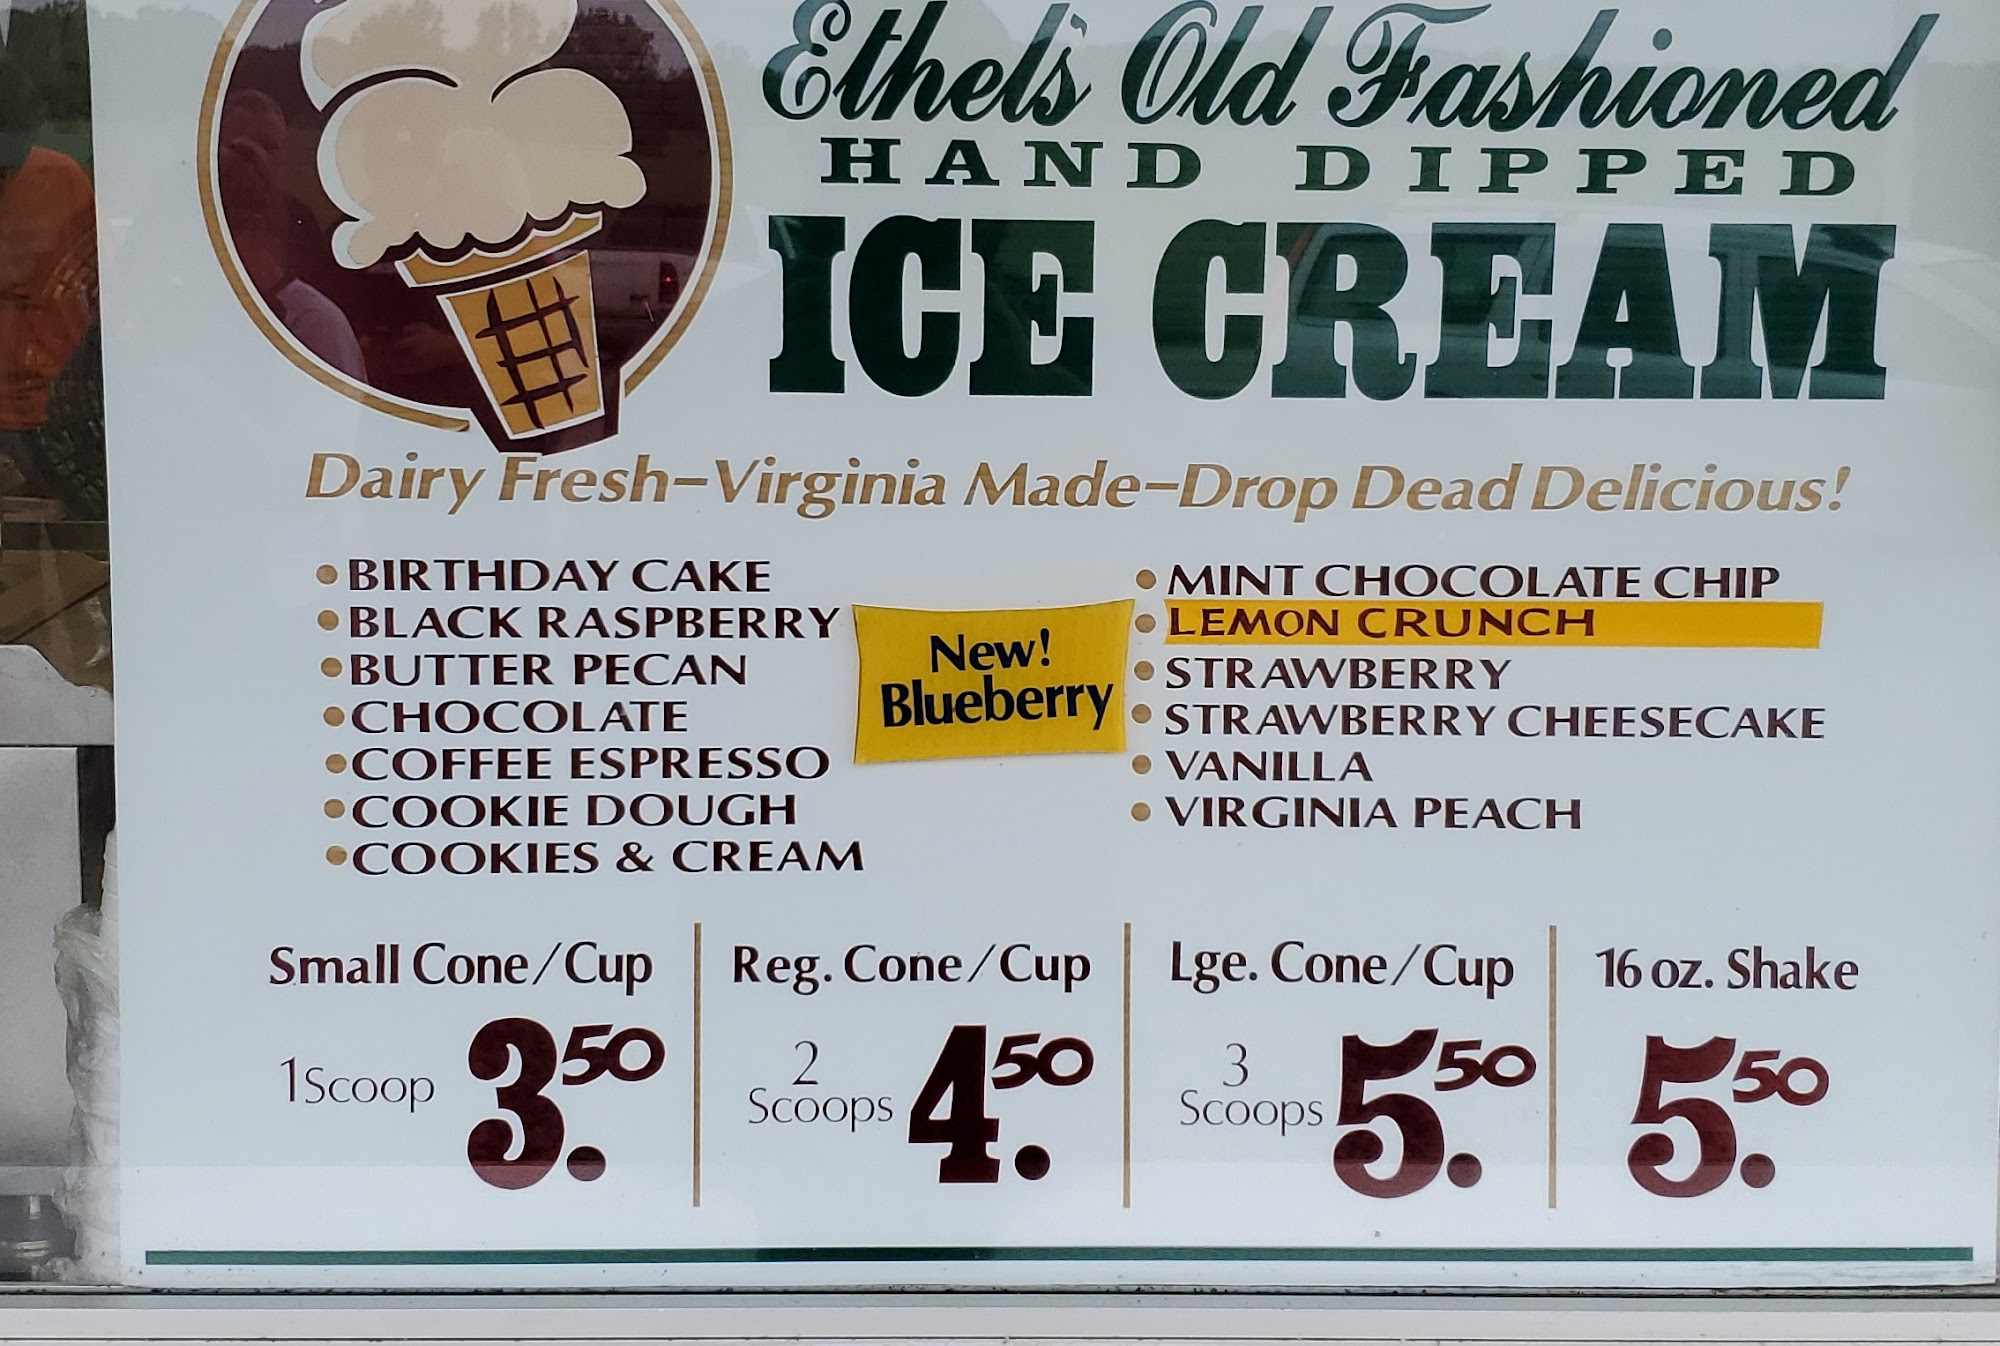 Ethel's Old Fashioned
HAND DIPPED
ICE CREAM
Dairy Fresh-Virginia Made-Drop Dead Delicious!
•BIRTHDAY CAKE
•BLACK RASPBERRY
•BUTTER PECAN
•CHOCOLATE
•COFFEE ESPRESSO
•COOKIE DOUGH
•COOKIES & CREAM
New!
Blueberry
• MINT CHOCOLATE CHIP
• LEMON CRUNCH
• STRAWBERRY
• STRAWBERRY CHEESECAKE
• VANILLA
• VIRGINIA PEACH
Small Cone/Cup
1 Scoop 3.50
Reg. Cone/Cup
2
Scoops 4.50
Lge. Cone/Cup
3
Scoops 5.50
16 oz. Shake
5.50